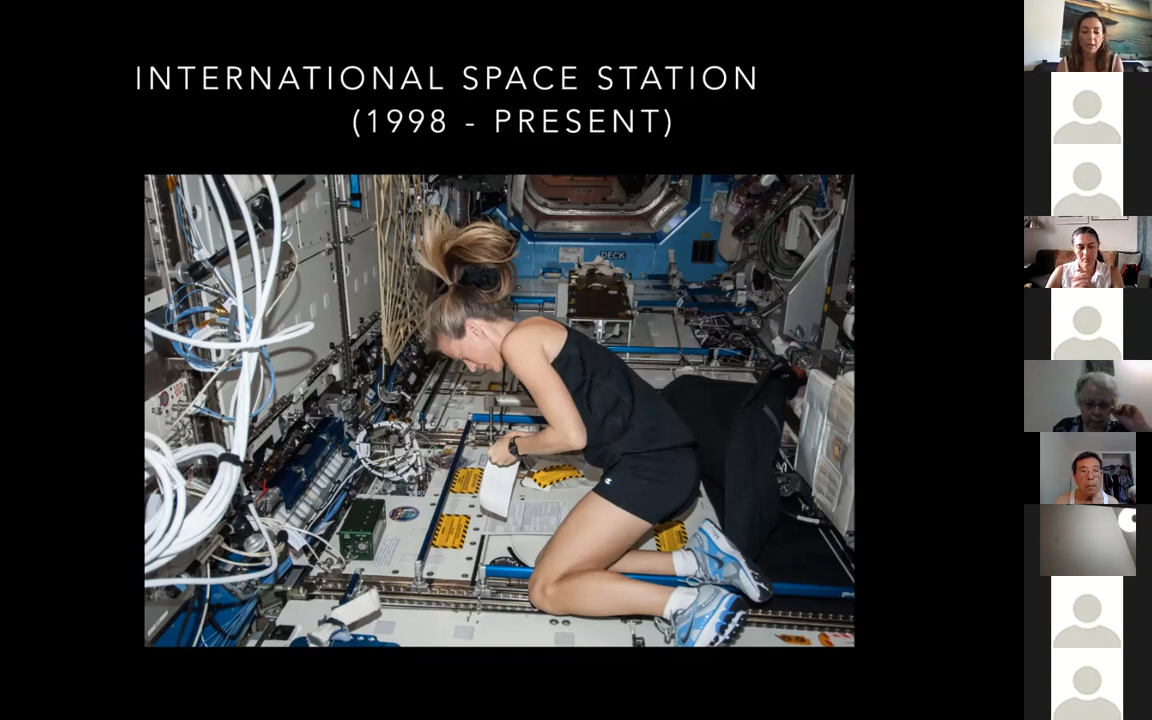 INTERNATIONAL SPACE STATION
(1998 - PRESENT)
DECK